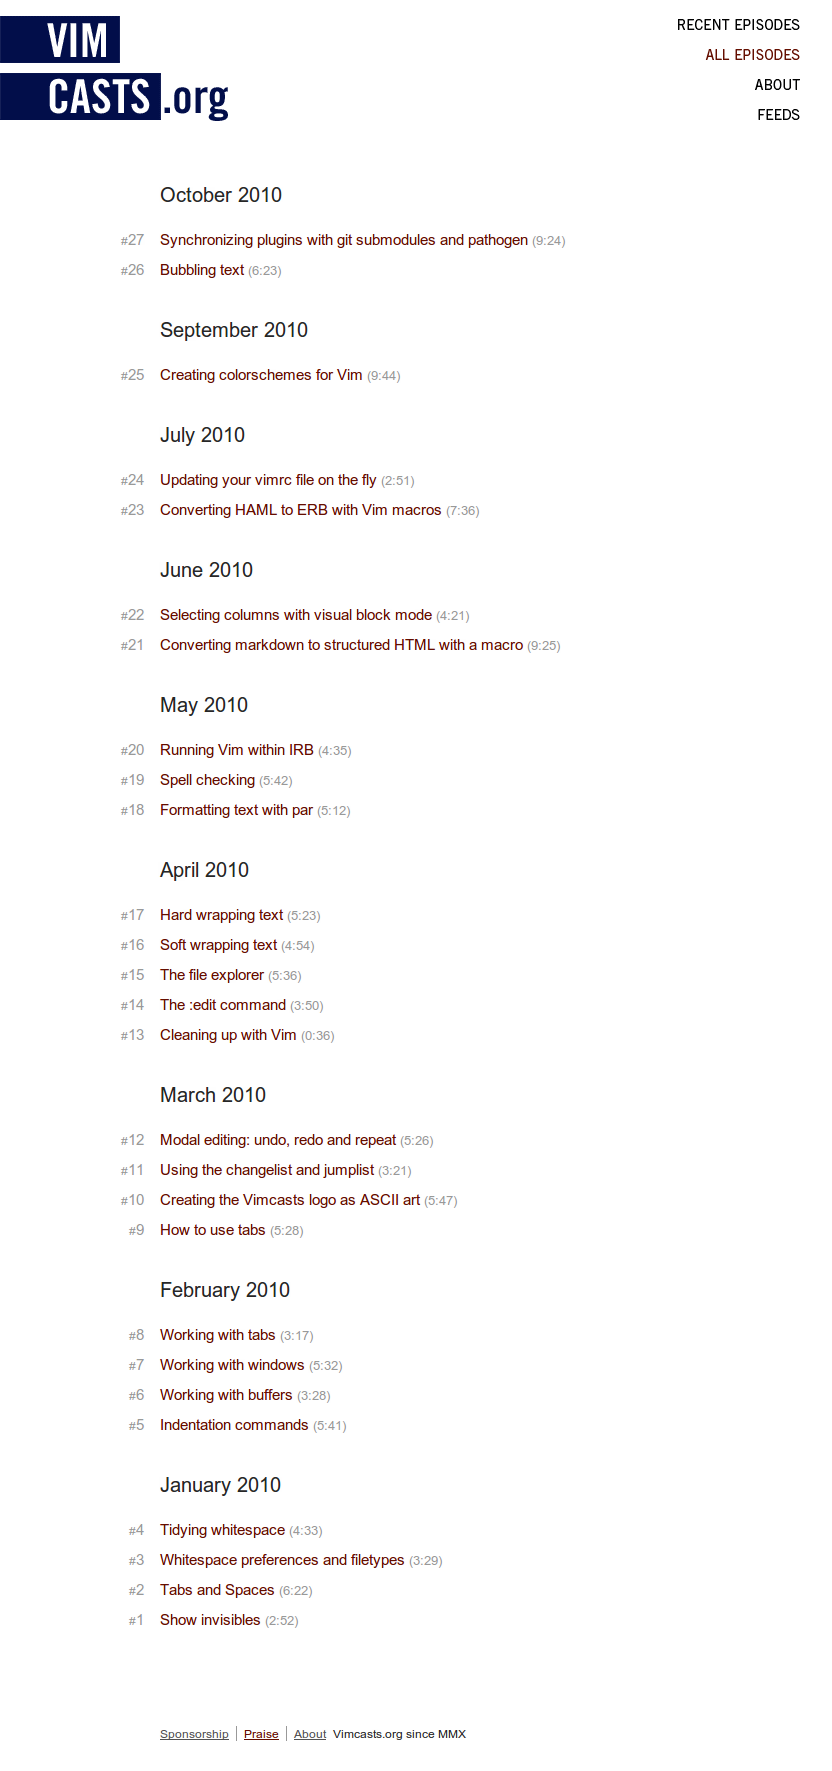 VIM
CASTS.org
RECENT EPISODES
ALL EPISODES
ABOUT
FEEDS
October 2010
#27 Synchronizing plugins with git submodules and pathogen (9:24)
#26 Bubbling text (6:23)
September 2010
#25 Creating colorschemes for Vim (9:44)
July 2010
#24 Updating your vimrc file on the fly (2:51)
#23 Converting HAML to ERB with Vim macros (7:36)
June 2010
#22 Selecting columns with visual block mode (4:21)
#21 Converting markdown to structured HTML with a macro (9:25)
May 2010
#20 Running Vim within IRB (4:35)
#19 Spell checking (5:42)
#18 Formatting text with par (5:12)
April 2010
#17 Hard wrapping text (5:23)
#16 Soft wrapping text (4:54)
#15 The file explorer (5:36)
#14 The :edit command (3:50)
#13 Cleaning up with Vim (0:36)
March 2010
#12 Modal editing: undo, redo and repeat (5:26)
#11 Using the changelist and jumplist (3:21)
#10 Creating the Vimcasts logo as ASCII art (5:47)
#9 How to use tabs (5:28)
February 2010
#8 Working with tabs (3:17)
#7 Working with windows (5:32)
#6 Working with buffers (3:28)
#5 Indentation commands (5:41)
January 2010
#4 Tidying whitespace (4:33)
#3 Whitespace preferences and filetypes (3:29)
#2 Tabs and Spaces (6:22)
#1 Show invisibles (2:52)
Sponsorship | Praise | About Vimcasts.org since MMX